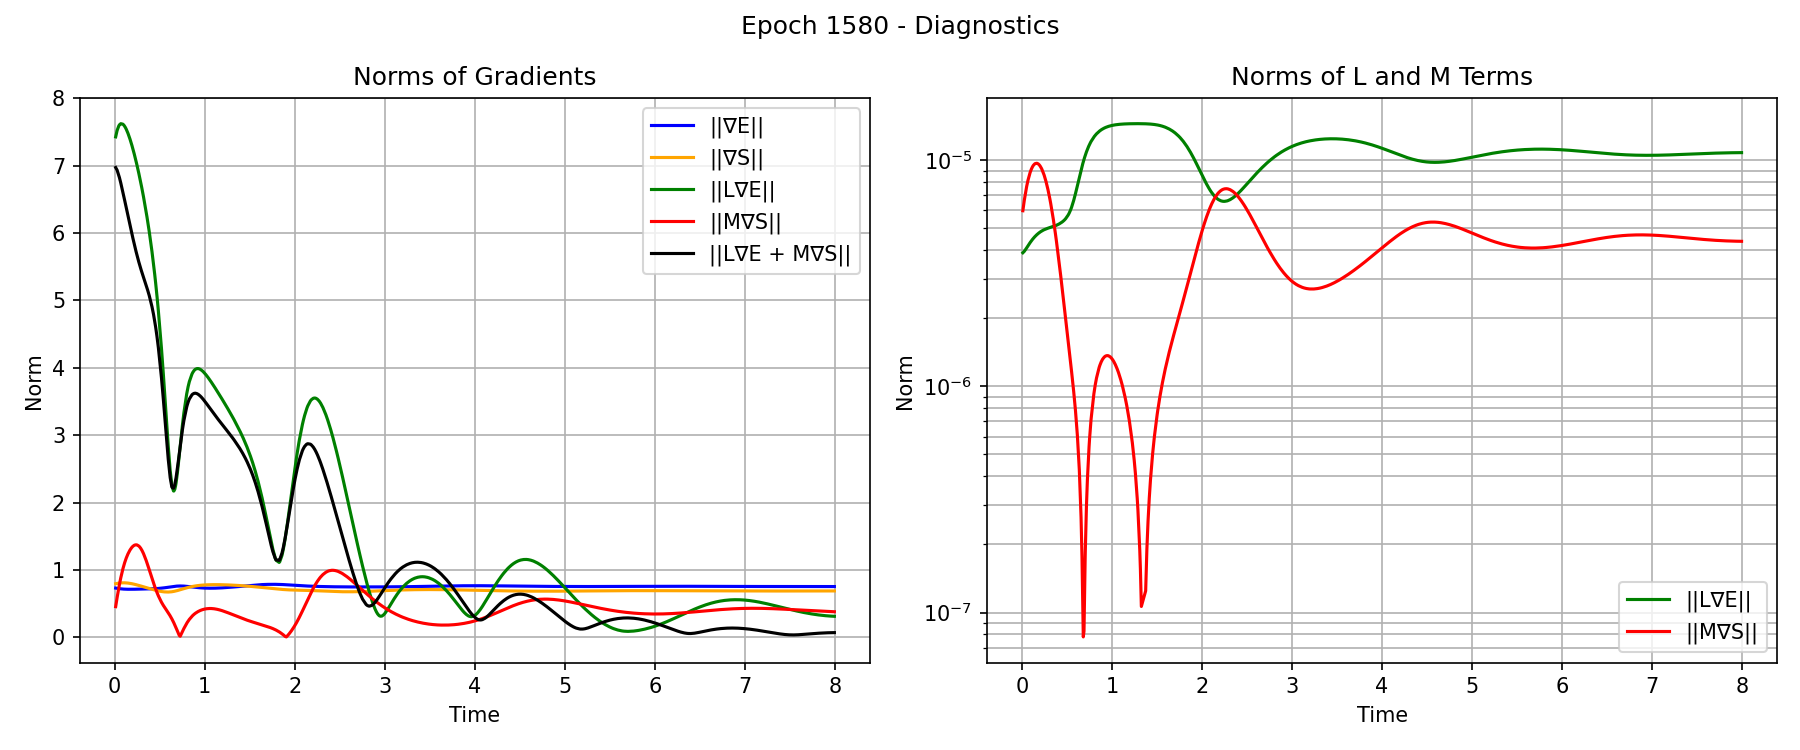 Epoch 1580 - Diagnostics
Norms of Gradients
Norm
8
7
6
5
4
3
2
1
0
||∇E||
||∇S||
||L∇E||
||M∇S||
||L∇E + M∇S||
0 1 2 3 4 5 6 7 8
Time
Norms of L and M Terms
Norm
10⁻⁵
10⁻⁶
10⁻⁷
||L∇E||
||M∇S||
0 1 2 3 4 5 6 7 8
Time